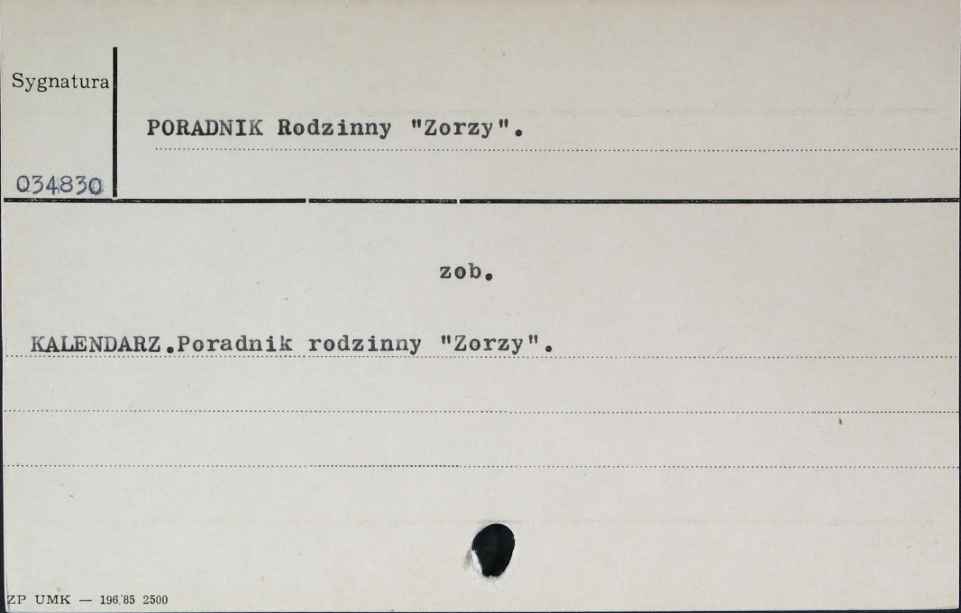 Sygnatura
PORADNIK Rodzinny "Zorzy".
034830
zob.
KALENDARZ.Poradnik rodzinny "Zorzy".
ZP UMK — 196/85 2500